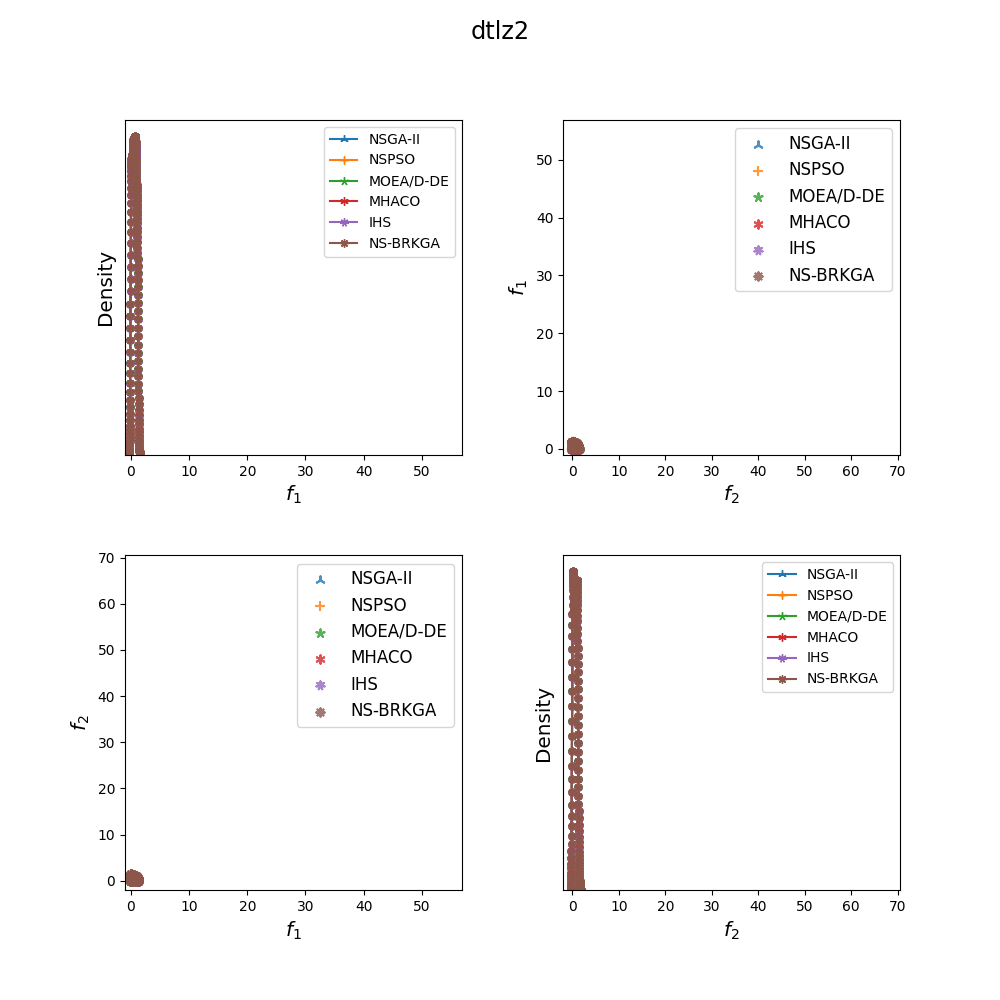 dtlz2
Density
NSGA-II
NSPSO
MOEA/D-DE
MHACO
IHS
NS-BRKGA
0 10 20 30 40 50
f1
f1
50
40
30
20
10
0
NSGA-II
NSPSO
MOEA/D-DE
MHACO
IHS
NS-BRKGA
0 10 20 30 40 50 60 70
f2
f2
70
60
50
40
30
20
10
0
NSGA-II
NSPSO
MOEA/D-DE
MHACO
IHS
NS-BRKGA
0 10 20 30 40 50
f1
Density
NSGA-II
NSPSO
MOEA/D-DE
MHACO
IHS
NS-BRKGA
0 10 20 30 40 50 60 70
f2